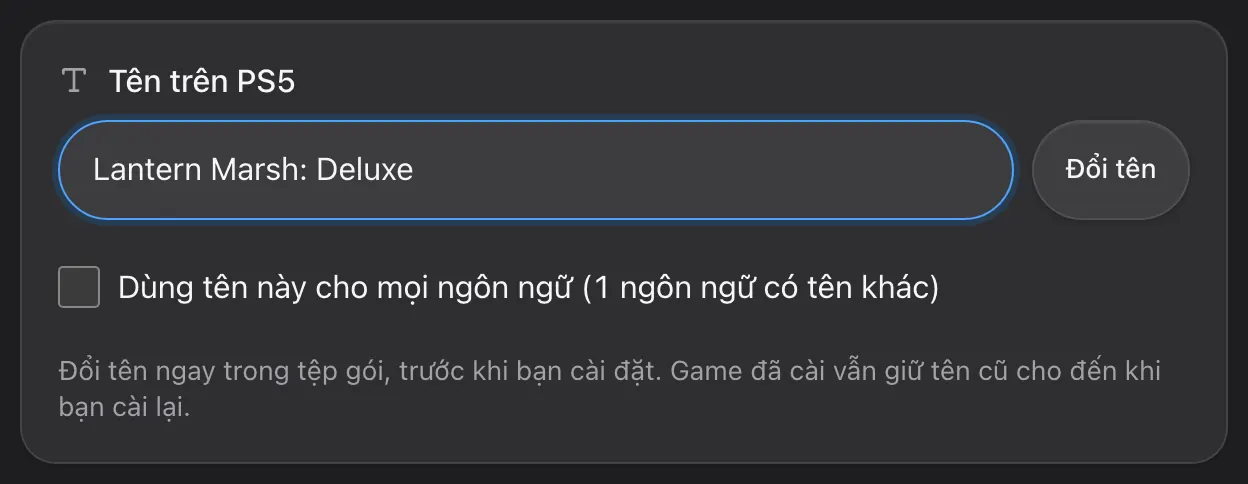 Tên trên PS5
Lantern Marsh: Deluxe
Đổi tên
Dùng tên này cho mọi ngôn ngữ (1 ngôn ngữ có tên khác)
Đổi tên ngay trong tệp gói, trước khi bạn cài đặt. Game đã cài vẫn giữ tên cũ cho đến khi
bạn cài lại.